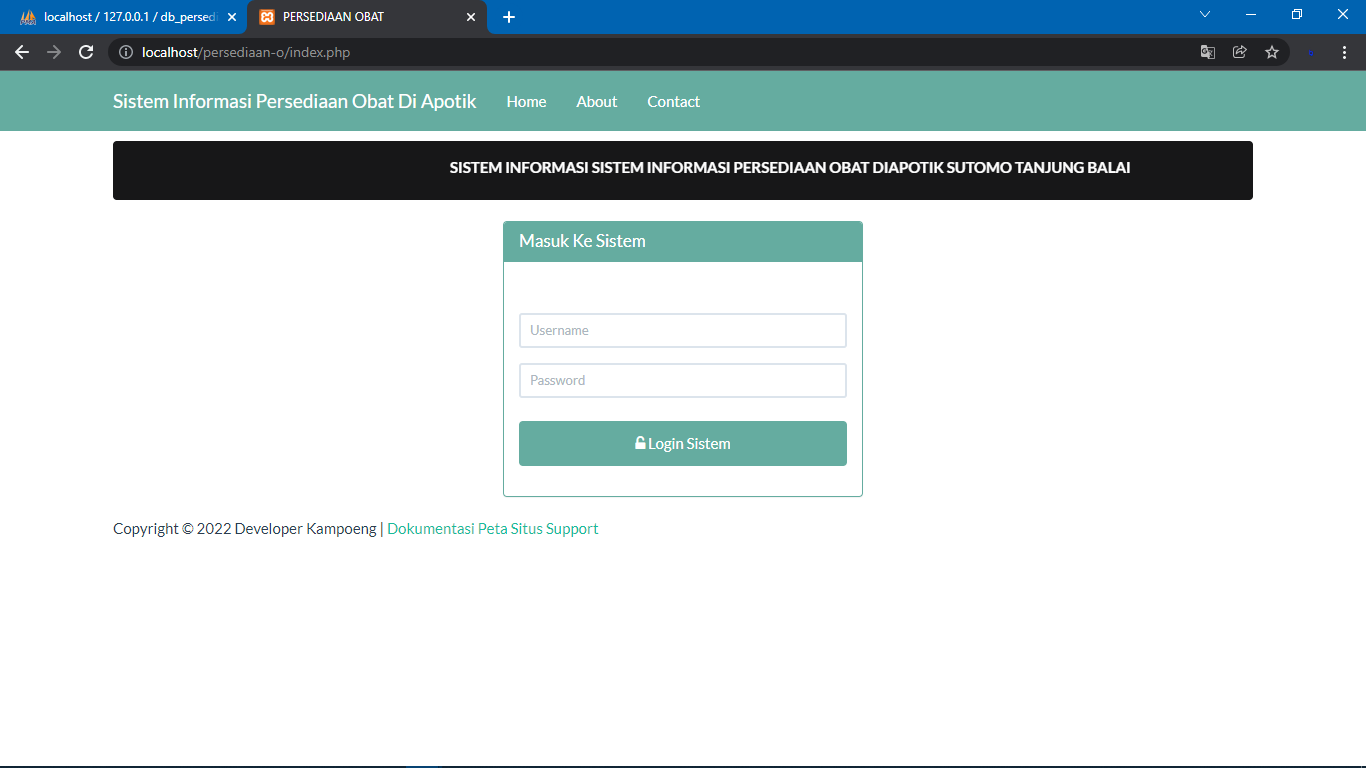 localhost / 127.0.0.1 / db_persedi
PERSEDIAAN OBAT
localhost/persediaan-o/index.php
Sistem Informasi Persediaan Obat Di Apotik Home About Contact
SISTEM INFORMASI SISTEM INFORMASI PERSEDIAAN OBAT DIAPOTIK SUTOMO TANJUNG BALAI
Masuk Ke Sistem
Username
Password
Login Sistem
Copyright © 2022 Developer Kampoeng | Dokumentasi Peta Situs Support